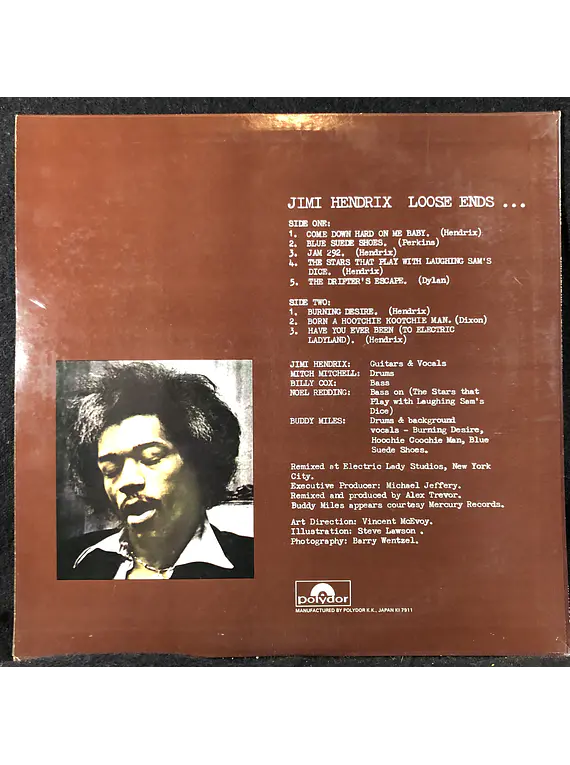 JIMI HENDRIX LOOSE ENDS ...
SIDE ONE:
1. COME DOWN HARD ON ME BABY. (Hendrix)
2. BLUE SUEDE SHOES. (Perkins)
3. JAM 292. (Hendrix)
4. THE STARS THAT PLAY WITH LAUGHING SAM'S
DICE. (Hendrix)
5. THE DRIFTER'S ESCAPE. (Dylan)
SIDE TWO:
1. BURNING DESIRE. (Hendrix)
2. BORN A HOOTCHIE KOOTCHIE MAN. (Dixon)
3. HAVE YOU EVER BEEN (TO ELECTRIC
LADYLAND). (Hendrix)
JIMI HENDRIX: Guitars & Vocals
MITCH MITCHELL: Drums
BILLY COX: Bass
NOEL REDDING: Bass on (The Stars that
Play with Laughing Sam's
Dice)
BUDDY MILES: Drums & background
vocals - Burning Desire,
Hoochie Coochie Man, Blue
Suede Shoes.
Remixed at Electric Lady Studios, New York
City.
Executive Producer: Michael Jeffery.
Remixed and produced by Alex Trevor.
Buddy Miles appears courtesy Mercury Records.
Art Direction: Vincent McEvoy.
Illustration: Steve Lawson .
Photography: Barry Wentzel.
polydor
MANUFACTURED BY POLYDOR K.K., JAPAN KI 7911